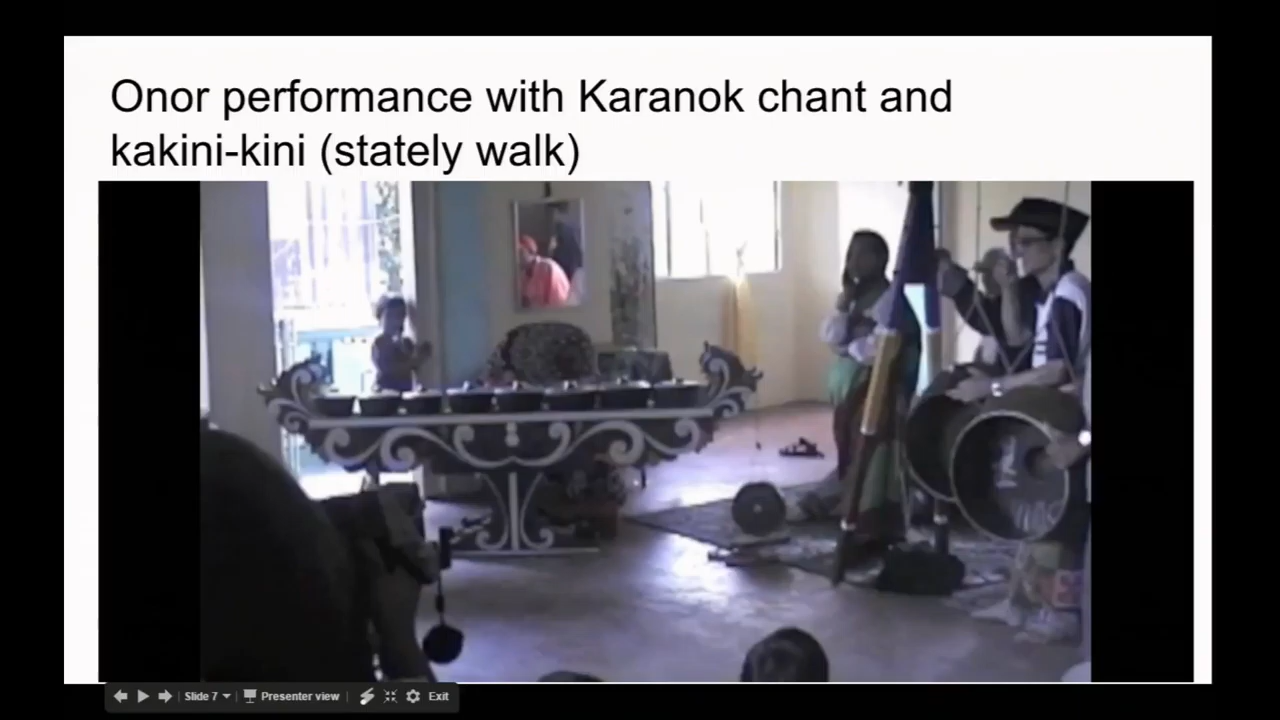 Onor performance with Karanok chant and
kakini-kini (stately walk)
Slide 7
Presenter view
Exit